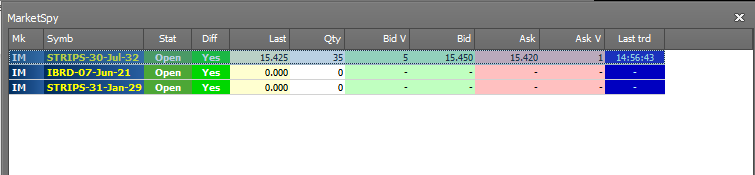 MarketSpy
Mk Symb Stat Diff Last Qty Bid V Bid Ask Ask V Last trd
IM STRIPS-30-Jul-32 Open Yes 15.425 35 5 15.450 15.420 1 14:56:43
IM IBRD-07-Jun-21 Open Yes 0.000 0 - - - - -
IM STRIPS-31-Jan-29 Open Yes 0.000 0 - - - - -